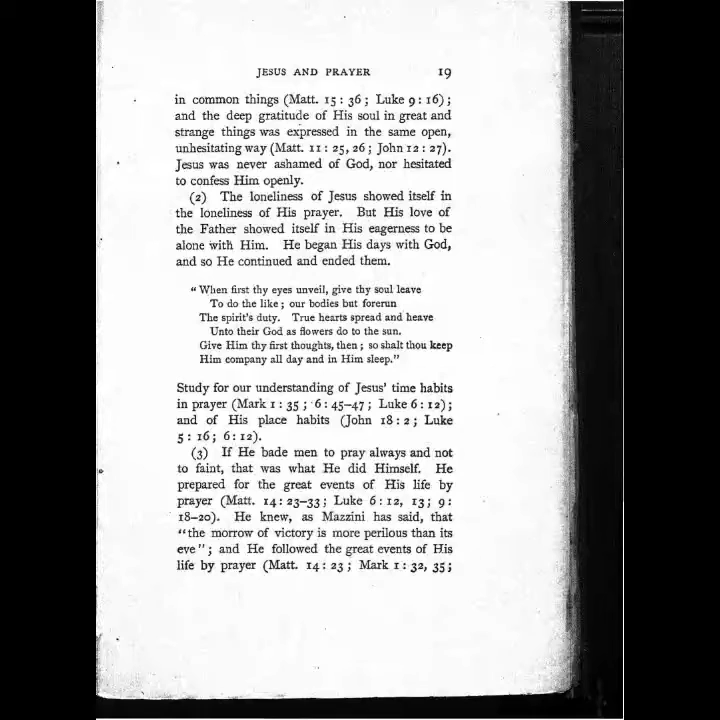 JESUS AND PRAYER 19
in common things (Matt. 15 : 36 ; Luke 9 : 16) ;
and the deep gratitude of His soul in great and
strange things was expressed in the same open,
unhesitating way (Matt. 11 : 25, 26 ; John 12 : 27).
Jesus was never ashamed of God, nor hesitated
to confess Him openly.
(2) The loneliness of Jesus showed itself in
the loneliness of His prayer. But His love of
the Father showed itself in His eagerness to be
alone with Him. He began His days with God,
and so He continued and ended them.
“ When first thy eyes unveil, give thy soul leave
To do the like ; our bodies but forerun
The spirit's duty. True hearts spread and heave
Unto their God as flowers do to the sun.
Give Him thy first thoughts, then ; so shalt thou keep
Him company all day and in Him sleep.”
Study for our understanding of Jesus' time habits
in prayer (Mark 1 : 35 ; 6 : 45–47 ; Luke 6 : 12) ;
and of His place habits (John 18 : 2 ; Luke
5 : 16 ; 6 : 12).
(3) If He bade men to pray always and not
to faint, that was what He did Himself. He
prepared for the great events of His life by
prayer (Matt. 14 : 23–33 ; Luke 6 : 12, 13 ; 9 :
18–20). He knew, as Mazzini has said, that
“the morrow of victory is more perilous than its
eve” ; and He followed the great events of His
life by prayer (Matt. 14 : 23 ; Mark 1 : 32, 35 ;